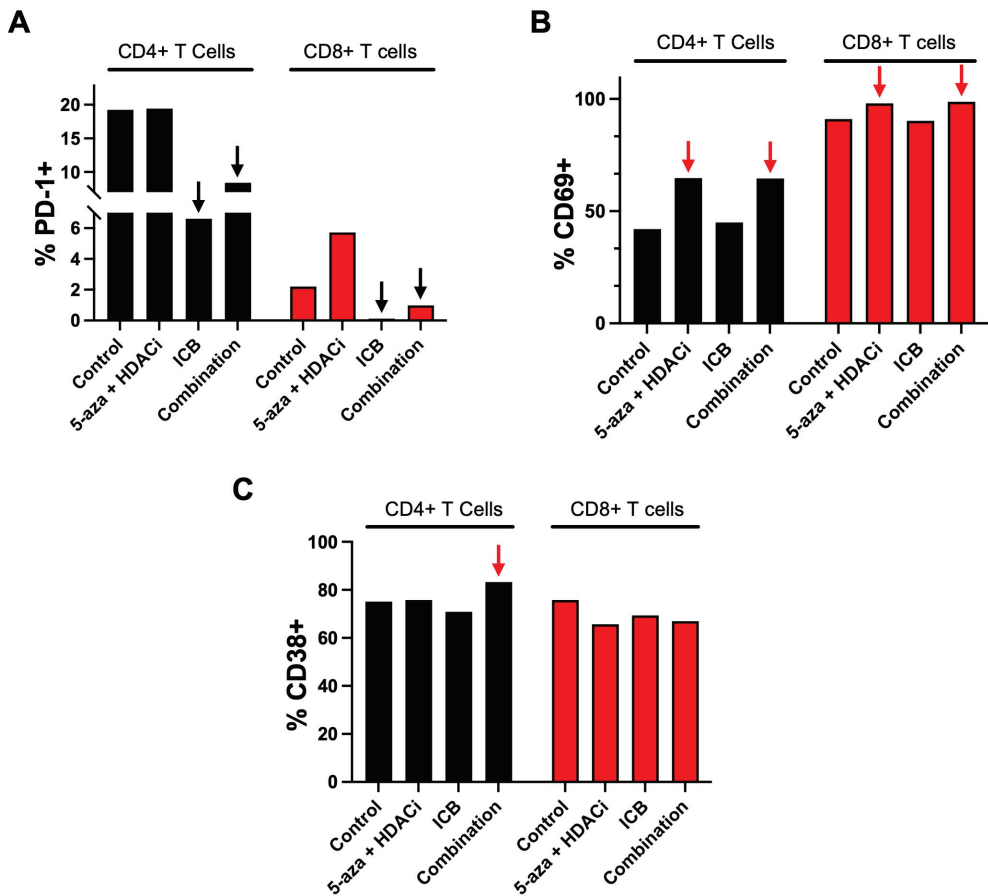 A
CD4+ T Cells
CD8+ T cells
% PD-1+
20
10
6
4
2
0
Control
5-aza + HDACi
ICB
Combination
Control
5-aza + HDACi
ICB
Combination
B
CD4+ T Cells
CD8+ T cells
% CD69+
100
50
0
Control
5-aza + HDACi
ICB
Combination
Control
5-aza + HDACi
ICB
Combination
C
CD4+ T Cells
CD8+ T cells
% CD38+
100
80
60
40
20
0
Control
5-aza + HDACi
ICB
Combination
Control
5-aza + HDACi
ICB
Combination